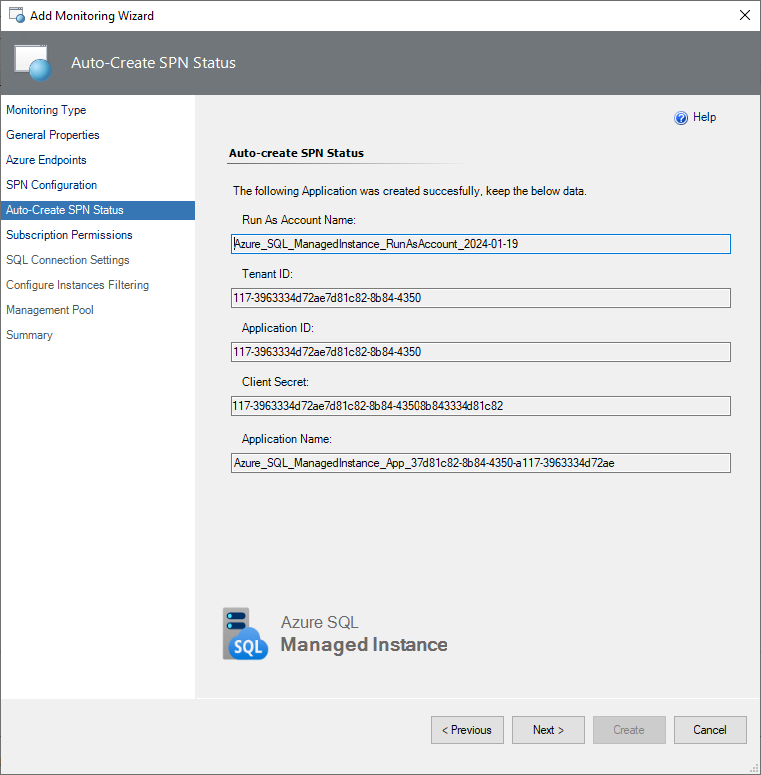 Add Monitoring Wizard
Auto-Create SPN Status
Monitoring Type
General Properties
Azure Endpoints
SPN Configuration
Auto-Create SPN Status
Subscription Permissions
SQL Connection Settings
Configure Instances Filtering
Management Pool
Summary
Help
Auto-create SPN Status
The following Application was created succesfully, keep the below data.
Run As Account Name:
Azure_SQL_ManagedInstance_RunAsAccount_2024-01-19
Tenant ID:
117-3963334d72ae7d81c82-8b84-4350
Application ID:
117-3963334d72ae7d81c82-8b84-4350
Client Secret:
117-3963334d72ae7d81c82-8b84-43508b843334d81c82
Application Name:
Azure_SQL_ManagedInstance_App_37d81c82-8b84-4350-a117-3963334d72ae
SQL
Azure SQL
Managed Instance
< Previous
Next >
Create
Cancel